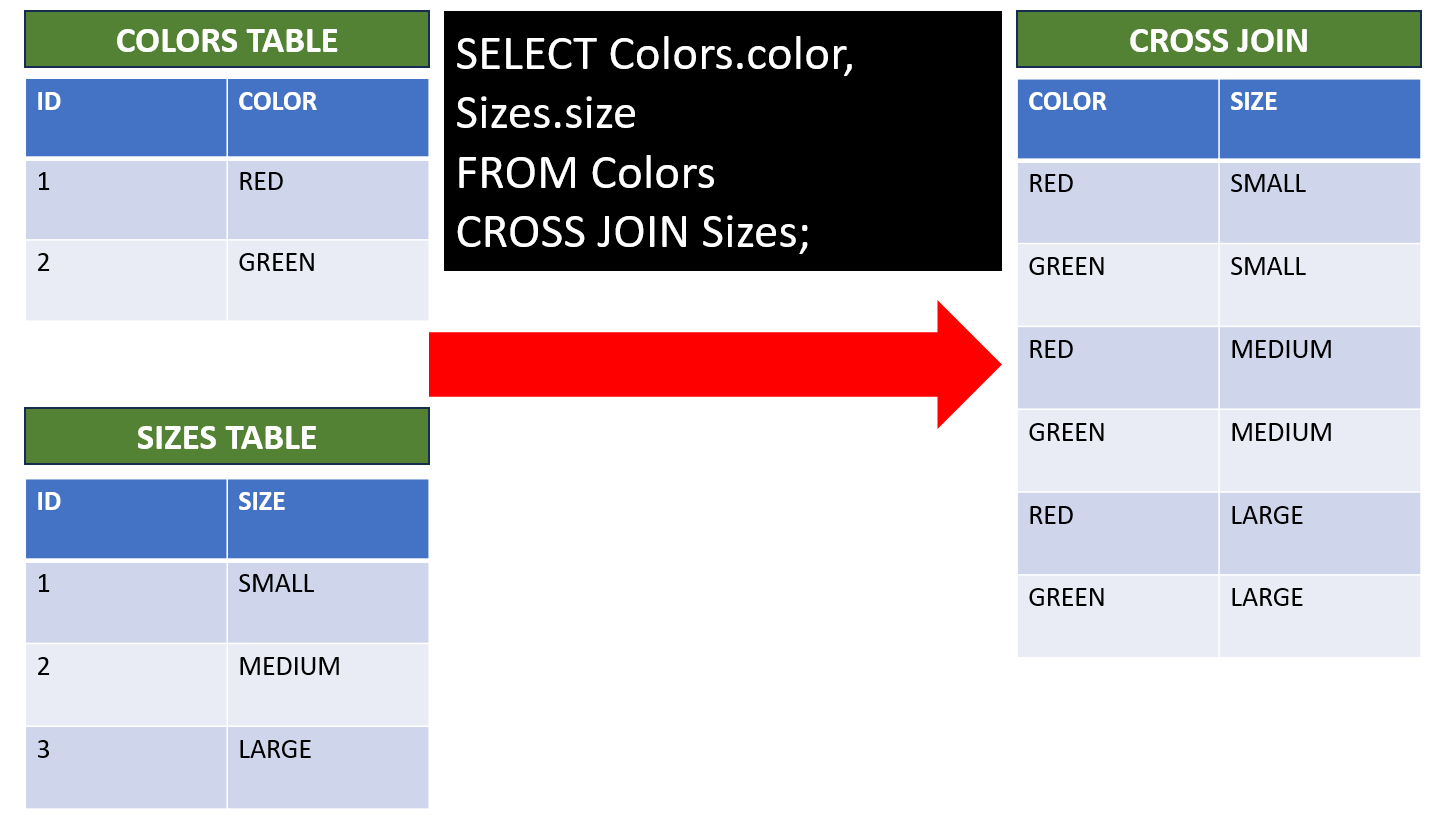 COLORS TABLE
ID COLOR
1 RED
2 GREEN
SIZES TABLE
ID SIZE
1 SMALL
2 MEDIUM
3 LARGE
SELECT Colors.color,
Sizes.size
FROM Colors
CROSS JOIN Sizes;
CROSS JOIN
COLOR SIZE
RED SMALL
GREEN SMALL
RED MEDIUM
GREEN MEDIUM
RED LARGE
GREEN LARGE